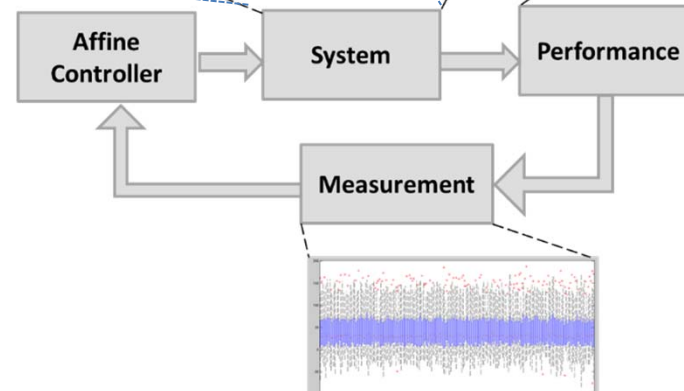 Affine
Controller
System
Performance
Measurement